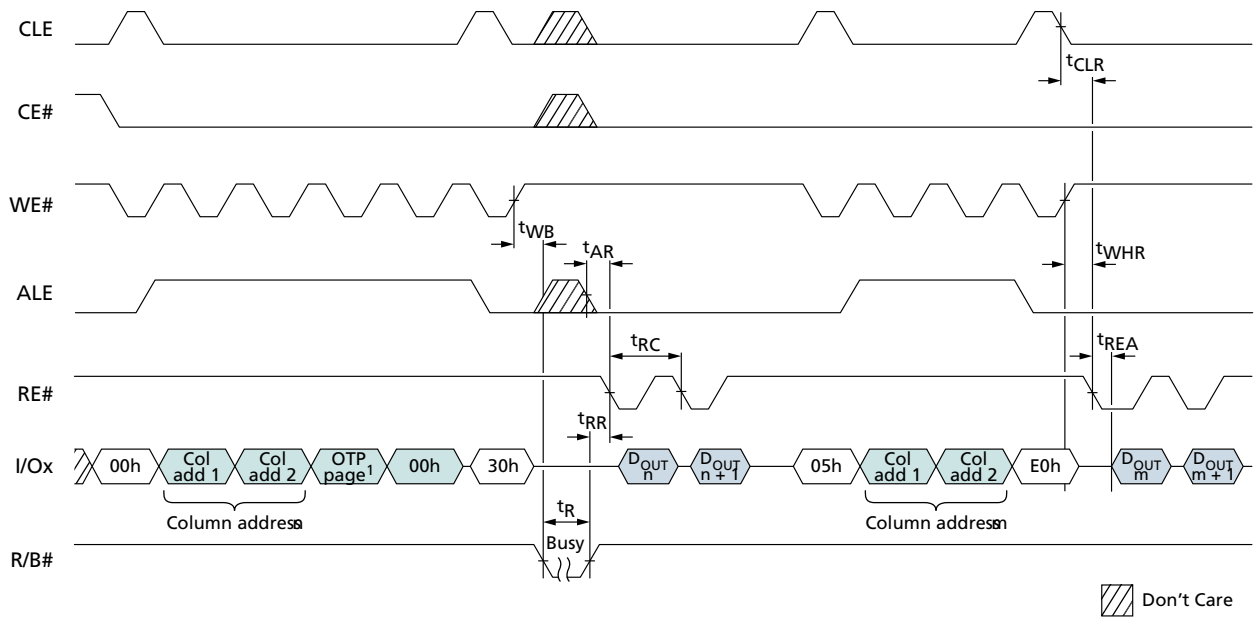 CLE
tCLR
CE#
WE#
tWB
tAR
tWHR
ALE
tRC
tREA
RE#
tRR
I/Ox
00h
Col add 1
Col add 2
OTP page¹
00h
30h
DOUT n
DOUT n + 1
05h
Col add 1
Col add 2
E0h
DOUT m
DOUT m + 1
Column address n
Column address m
tR
R/B#
Busy
Don't Care